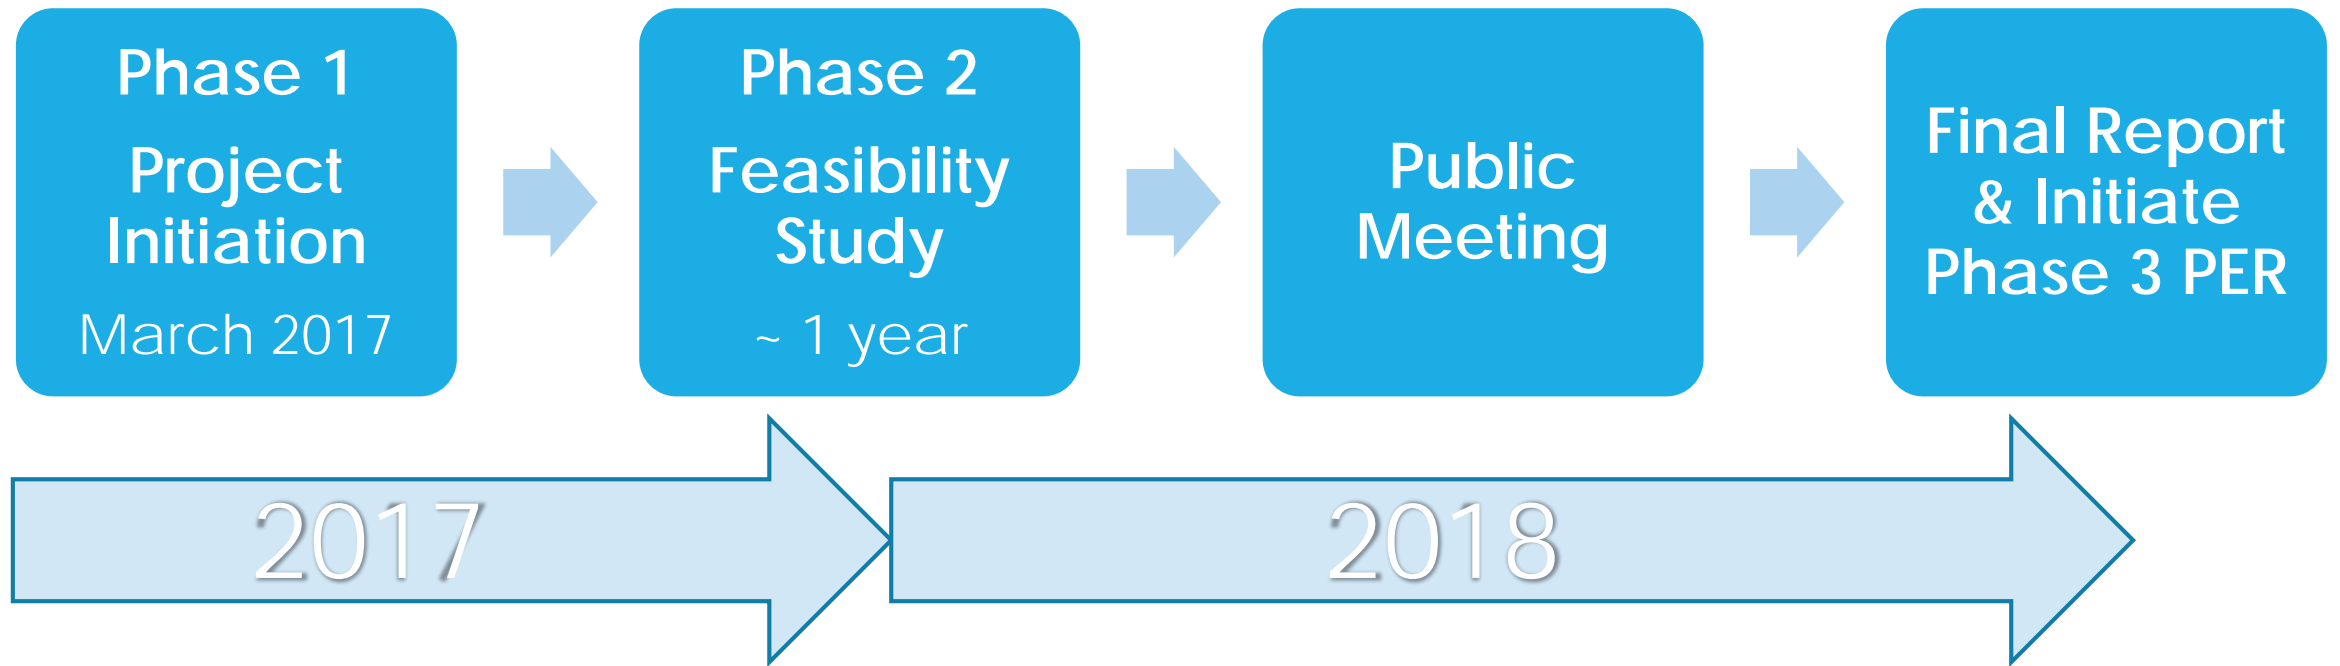 Phase 1
Project
Initiation
March 2017
Phase 2
Feasibility
Study
~ 1 year
Public
Meeting
Final Report
& Initiate
Phase 3 PER
2017
2018